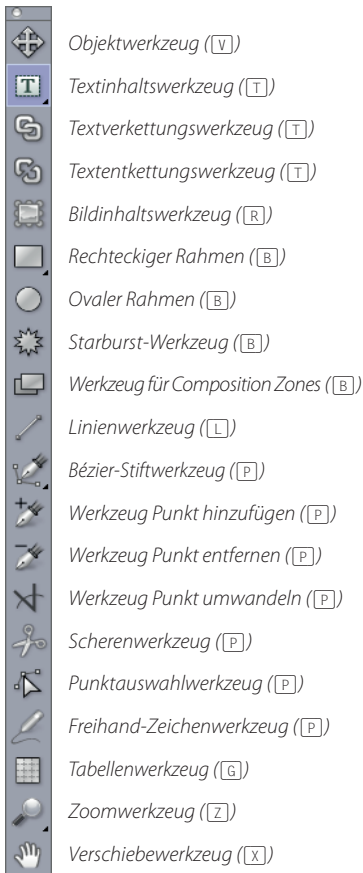 Objektwerkzeug (V)
T Textinhaltswerkzeug (T)
Textverkettungswerkzeug (T)
Textentkettungswerkzeug (T)
Bildinhaltswerkzeug (R)
Rechteckiger Rahmen (B)
Ovaler Rahmen (B)
Starburst-Werkzeug (B)
Werkzeug für Composition Zones (B)
Linienwerkzeug (L)
Bézier-Stiftwerkzeug (P)
Werkzeug Punkt hinzufügen (P)
Werkzeug Punkt entfernen (P)
Werkzeug Punkt umwandeln (P)
Scherenwerkzeug (P)
Punktauswahlwerkzeug (P)
Freihand-Zeichenwerkzeug (P)
Tabellenwerkzeug (G)
Zoomwerkzeug (Z)
Verschiebewerkzeug (X)